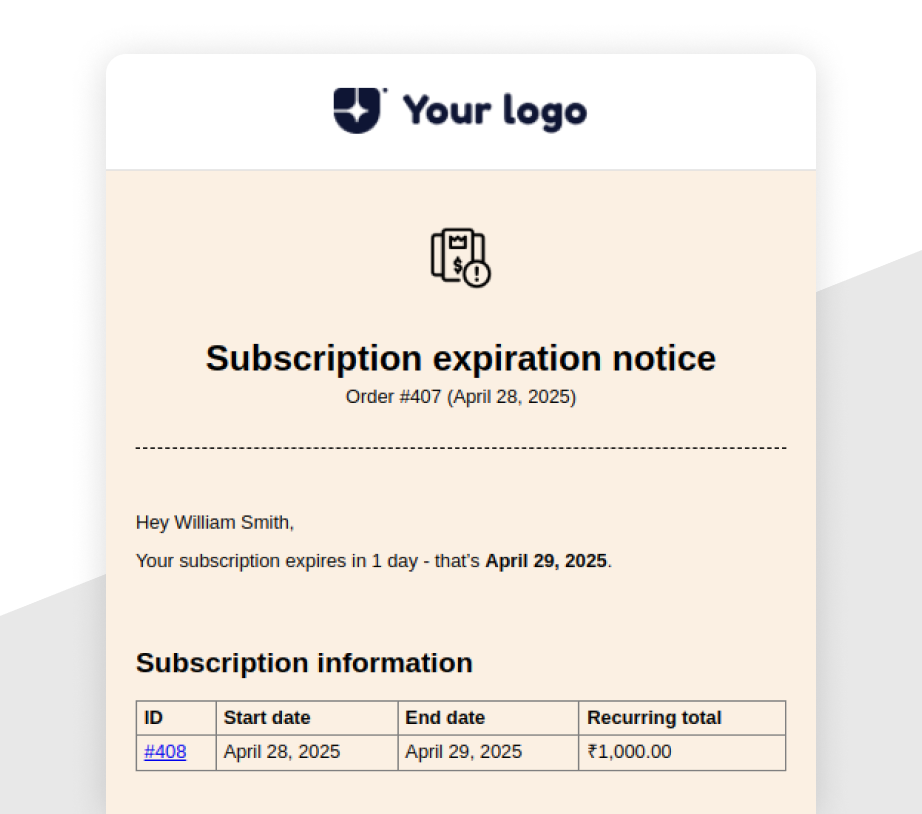 Your logo
Subscription expiration notice
Order #407 (April 28, 2025)
Hey William Smith,
Your subscription expires in 1 day - that's April 29, 2025.
Subscription information
ID Start date End date Recurring total
#408 April 28, 2025 April 29, 2025 ₹1,000.00